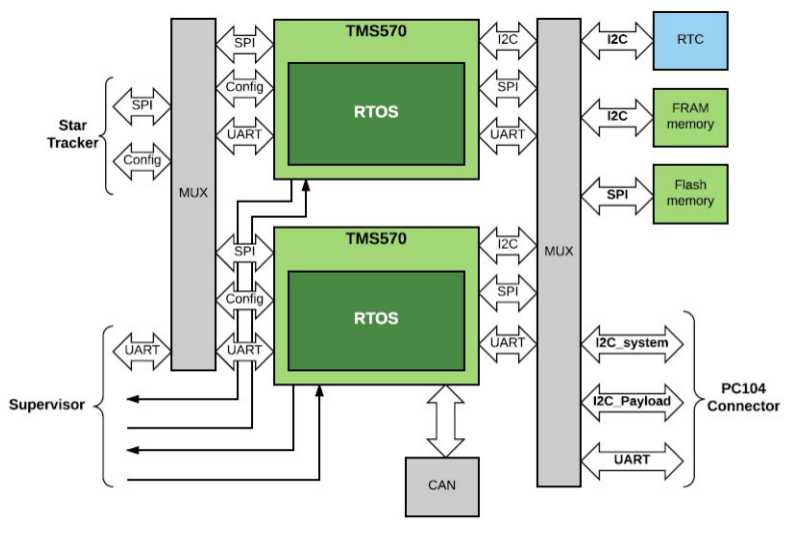 TMS570
RTOS
SPI
Config
UART
I2C
SPI
UART
I2C
RTC
I2C
FRAM
memory
SPI
Flash
memory
Star
Tracker
SPI
Config
MUX
TMS570
RTOS
SPI
Config
UART
I2C
SPI
UART
MUX
UART
Supervisor
I2C_system
I2C_Payload
UART
PC104
Connector
CAN